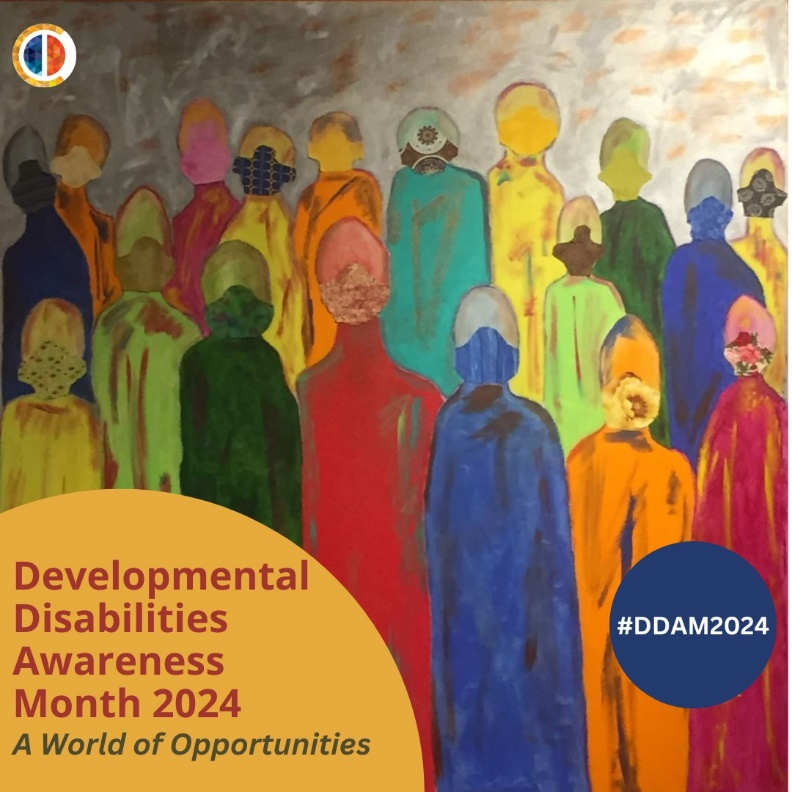 Developmental
Disabilities
Awareness
Month 2024
A World of Opportunities
#DDAM2024